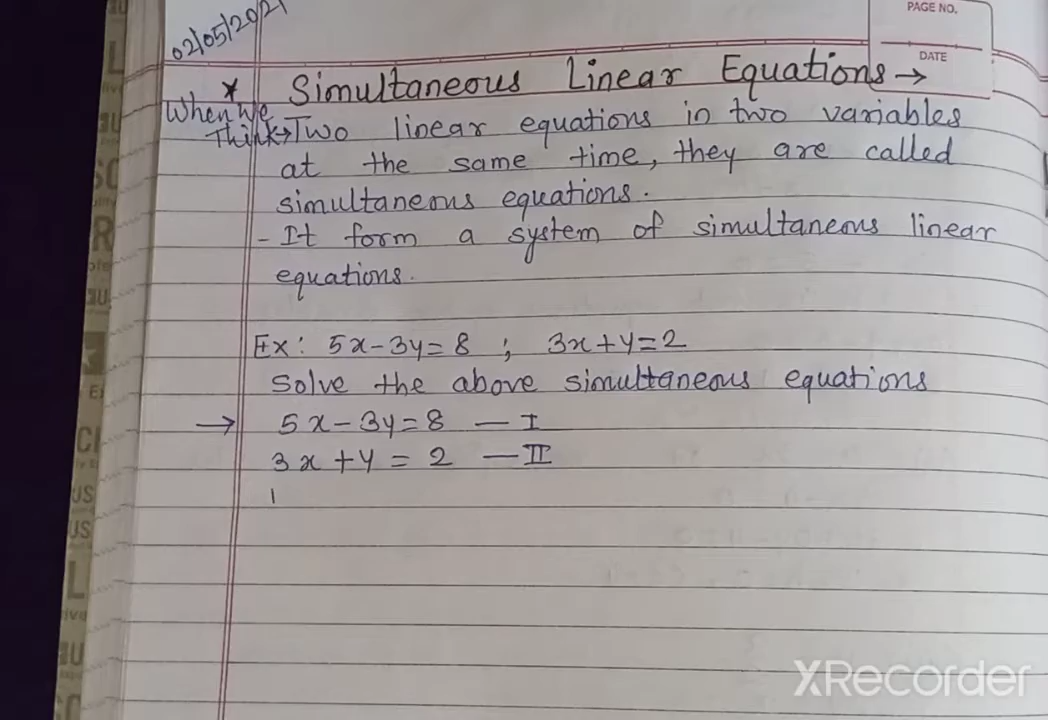 02/05/2021
PAGE NO.
DATE
* Simultaneous Linear Equations →
When we
Think → Two linear equations in two variables
at the same time, they are called
simultaneous equations.
- It form a system of simultaneous linear
equations.
Ex: 5x-3y=8 ; 3x+y=2
Solve the above simultaneous equations
→ 5x-3y=8 — I
3x+y = 2 — II
XRecorder